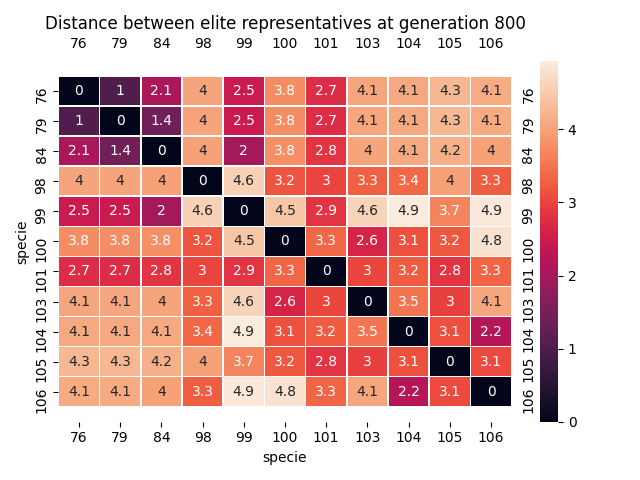 Distance between elite representatives at generation 800
76 79 84 98 99 100 101 103 104 105 106
76 0 1 2.1 4 2.5 3.8 2.7 4.1 4.1 4.3 4.1 76
79 1 0 1.4 4 2.5 3.8 2.7 4.1 4.1 4.3 4.1 79
84 2.1 1.4 0 4 2 3.8 2.8 4 4.1 4.2 4 84
98 4 4 4 0 4.6 3.2 3 3.3 3.4 4 3.3 98
99 2.5 2.5 2 4.6 0 4.5 2.9 4.6 4.9 3.7 4.9 99
100 3.8 3.8 3.8 3.2 4.5 0 3.3 2.6 3.1 3.2 4.8 100
101 2.7 2.7 2.8 3 2.9 3.3 0 3 3.2 2.8 3.3 101
103 4.1 4.1 4 3.3 4.6 2.6 3 0 3.5 3 4.1 103
104 4.1 4.1 4.1 3.4 4.9 3.1 3.2 3.5 0 3.1 2.2 104
105 4.3 4.3 4.2 4 3.7 3.2 2.8 3 3.1 0 3.1 105
106 4.1 4.1 4 3.3 4.9 4.8 3.3 4.1 2.2 3.1 0 106
76 79 84 98 99 100 101 103 104 105 106
specie
specie
4
3
2
1
0